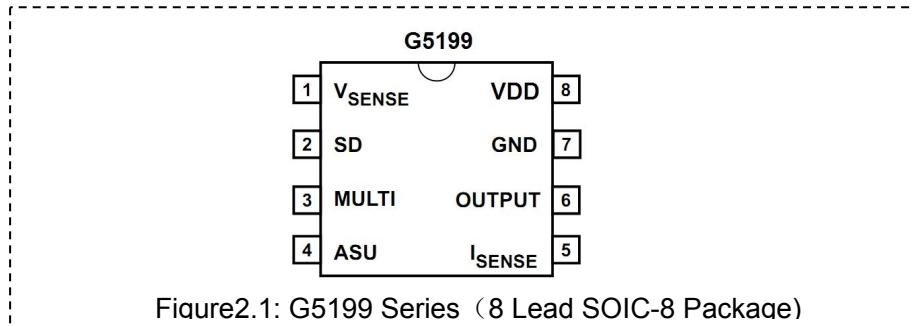 G5199
1 VSENSE VDD 8
2 SD GND 7
3 MULTI OUTPUT 6
4 ASU ISENSE 5
Figure2.1: G5199 Series（8 Lead SOIC-8 Package)